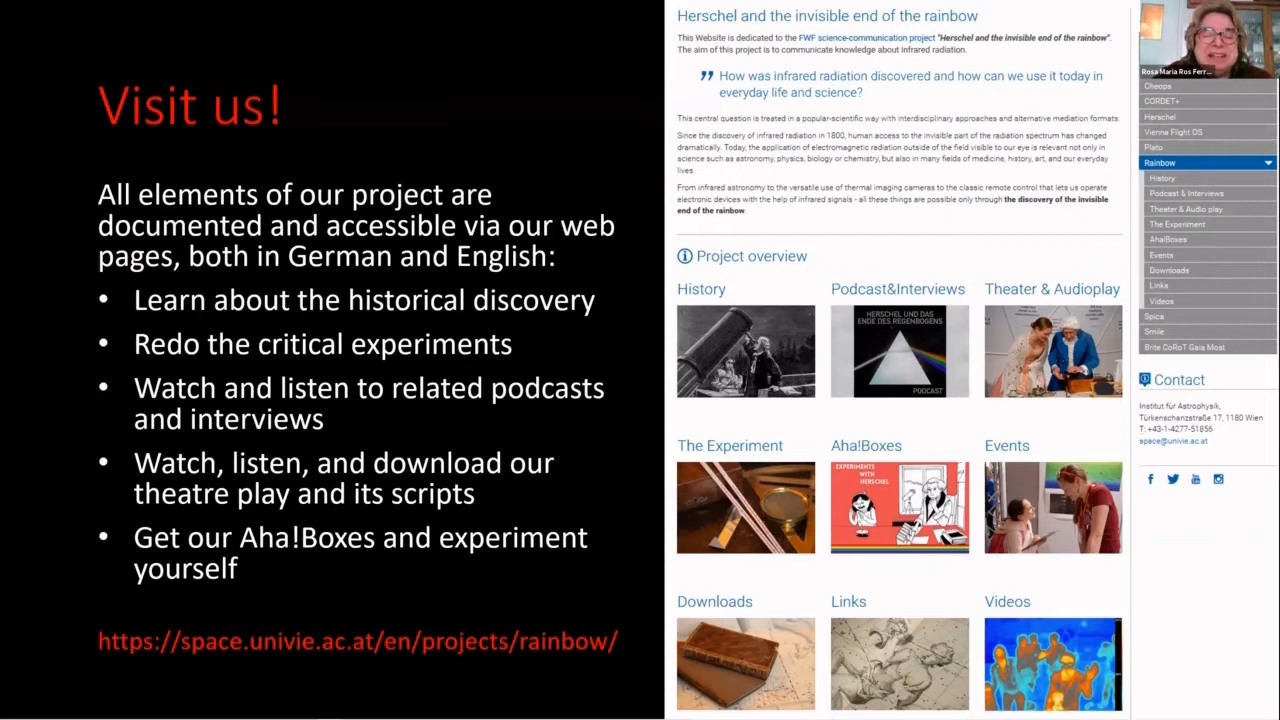 Visit us!
All elements of our project are
documented and accessible via our web
pages, both in German and English:
• Learn about the historical discovery
• Redo the critical experiments
• Watch and listen to related podcasts
and interviews
• Watch, listen, and download our
theatre play and its scripts
• Get our Aha!Boxes and experiment
yourself
https://space.univie.ac.at/en/projects/rainbow/
Herschel and the invisible end of the rainbow
This Website is dedicated to the FWF science-communication project "Herschel and the invisible end of the rainbow".
The aim of this project is to communicate knowledge about infrared radiation.
” How was infrared radiation discovered and how can we use it today in
everyday life and science?
This central question is treated in a popular-scientific way with interdisciplinary approaches and alternative mediation formats.
Since the discovery of infrared radiation in 1800, human access to the invisible part of the radiation spectrum has changed
dramatically. Today, the application of electromagnetic radiation outside of the field visible to our eye is relevant not only in
science such as astronomy, physics, biology or chemistry, but also in many fields of medicine, history, art, and our everyday
lives.
From infrared astronomy to the versatile use of thermal imaging cameras to the classic remote control that lets us operate
electronic devices with the help of infrared signals - all these things are possible only through the discovery of the invisible
end of the rainbow.
Project overview
History
Podcast&Interviews
HERSCHEL UND DAS
ENDE DES REGENBOGENS
PODCAST
Theater & Audioplay
The Experiment
Aha!Boxes
EXPERIMENTS
WITH
HERSCHEL
Events
Downloads
Links
Videos
Rosa Maria Ros Ferr...
Cheops
CORDET+
Herschel
Vienna Flight OS
Plato
Rainbow
History
Podcast & Interviews
Theater & Audio play
The Experiment
Aha!Boxes
Events
Downloads
Links
Videos
Spica
Smile
Brite CoRoT Gaia Most
Contact
Institut für Astrophysik,
Türkenschanzstraße 17, 1180 Wien
T: +43-1-4277-51856
space@univie.ac.at